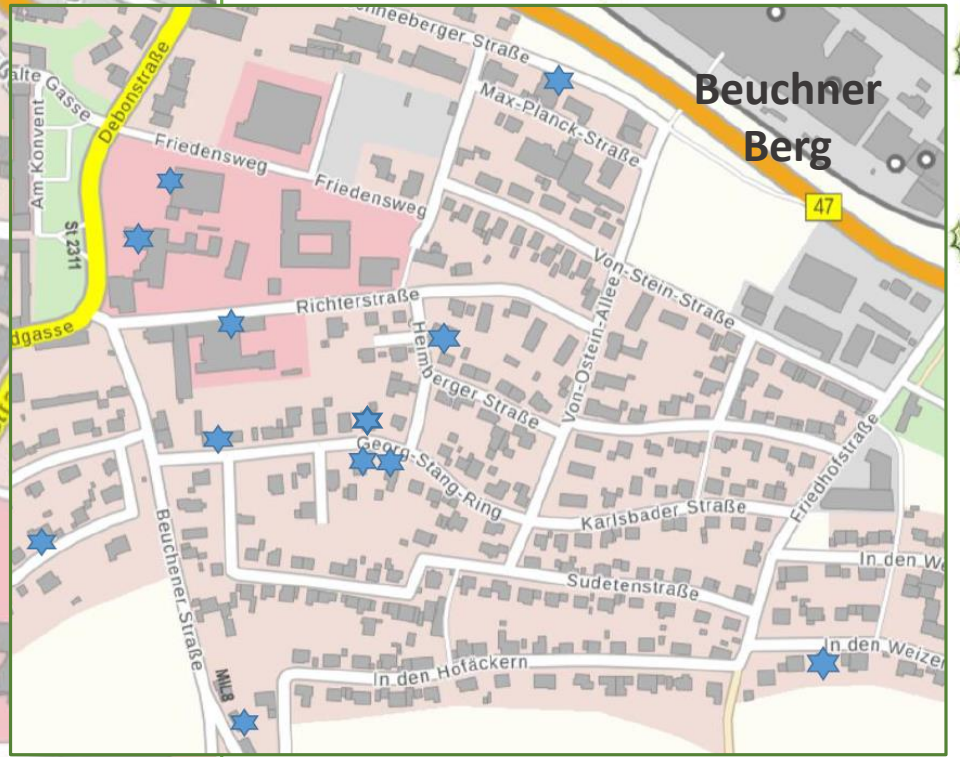 Schneeberger Straße
Beuchner
Berg
alte Gasse
Debonstraße
Max-Planck-Straße
Am Konvent
Friedensweg
Friedensweg
47
St 2311
Von-Stein-Straße
Richterstraße
Von-Ostein-Allee
dgasse
Heimberger Straße
Georg-Stang-Ring
Friedhofstraße
Karlsbader Straße
Beuchener Straße
In den We
Sudetenstraße
In den Weizen
In den Hofäckern
MIL8